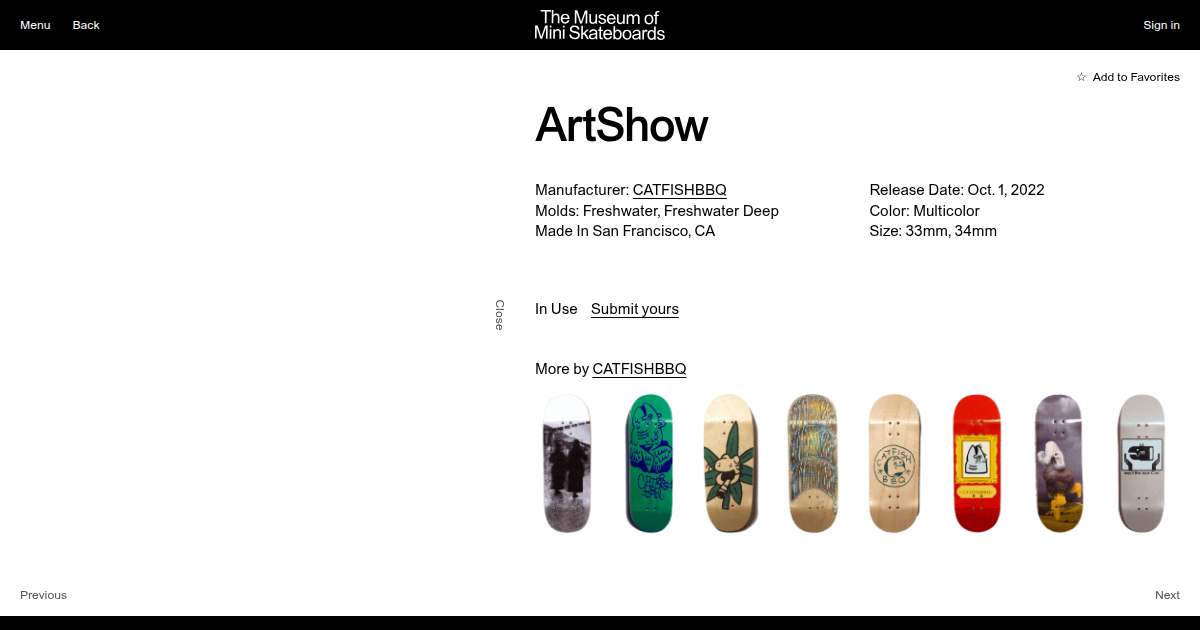 Menu
Back
The Museum of
Mini Skateboards
Sign in
☆ Add to Favorites
ArtShow
Manufacturer: CATFISHBBQ
Molds: Freshwater, Freshwater Deep
Made In San Francisco, CA
Release Date: Oct. 1, 2022
Color: Multicolor
Size: 33mm, 34mm
Close
In Use
Submit yours
More by CATFISHBBQ
CATFISH
BBQ
Previous
Next